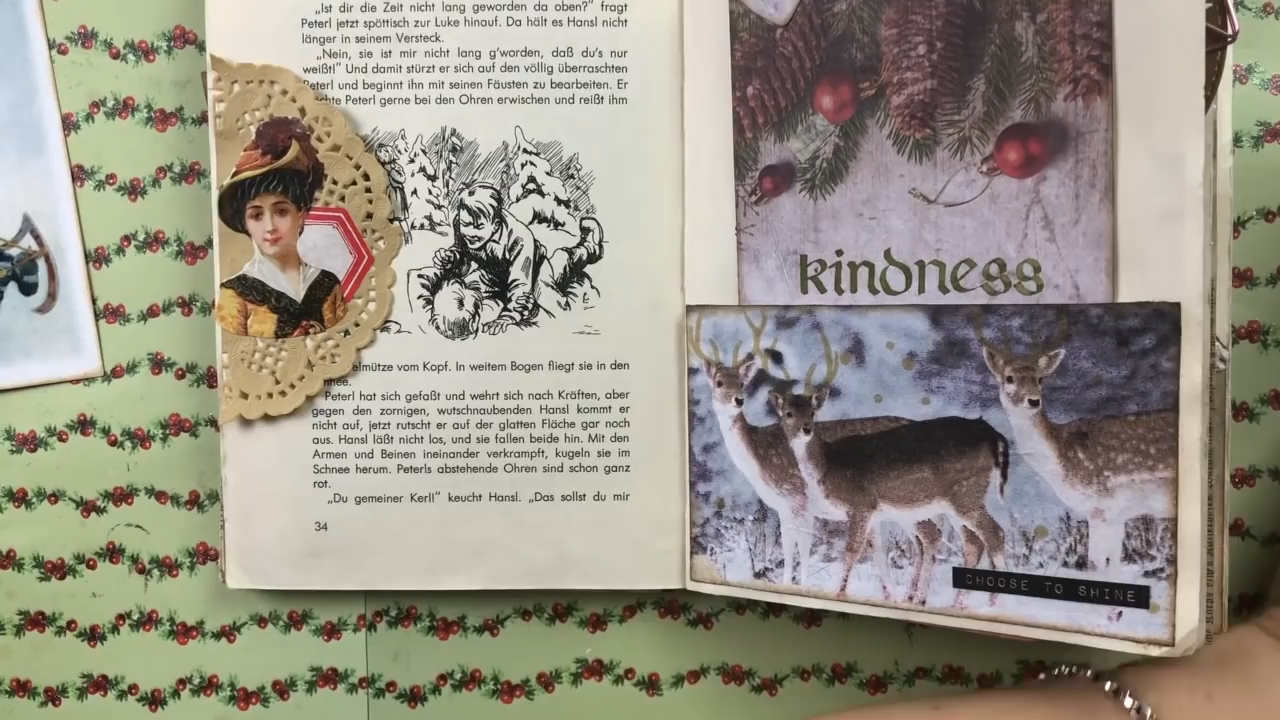 „Ist dir die Zeit nicht lang geworden da oben?“ fragt
Peterl jetzt spöttisch zur Luke hinauf. Da hält es Hansl nicht
länger in seinem Versteck.
„Nein, sie ist mir nicht lang g'worden, daß du's nur
weißt!“ Und damit stürzt er sich auf den völlig überraschten
Peterl und beginnt ihn mit seinen Fäusten zu bearbeiten. Er
Peterl gerne bei den Ohren erwischen und reißt ihm
vom Kopf. In weitem Bogen fliegt sie in den
Peterl hat sich gefaßt und wehrt sich nach Kräften, aber
gegen den zornigen, wutschnaubenden Hansl kommt er
nicht auf, jetzt rutscht er auf der glatten Fläche gar noch
aus. Hansl läßt nicht los, und sie fallen beide hin. Mit den
Armen und Beinen ineinander verkrampft, kugeln sie im
Schnee herum. Peterls abstehende Ohren sind schon ganz
rot.
„Du gemeiner Kerl!“ keucht Hansl. „Das sollst du mir
34
kindness
CHOOSE TO SHINE